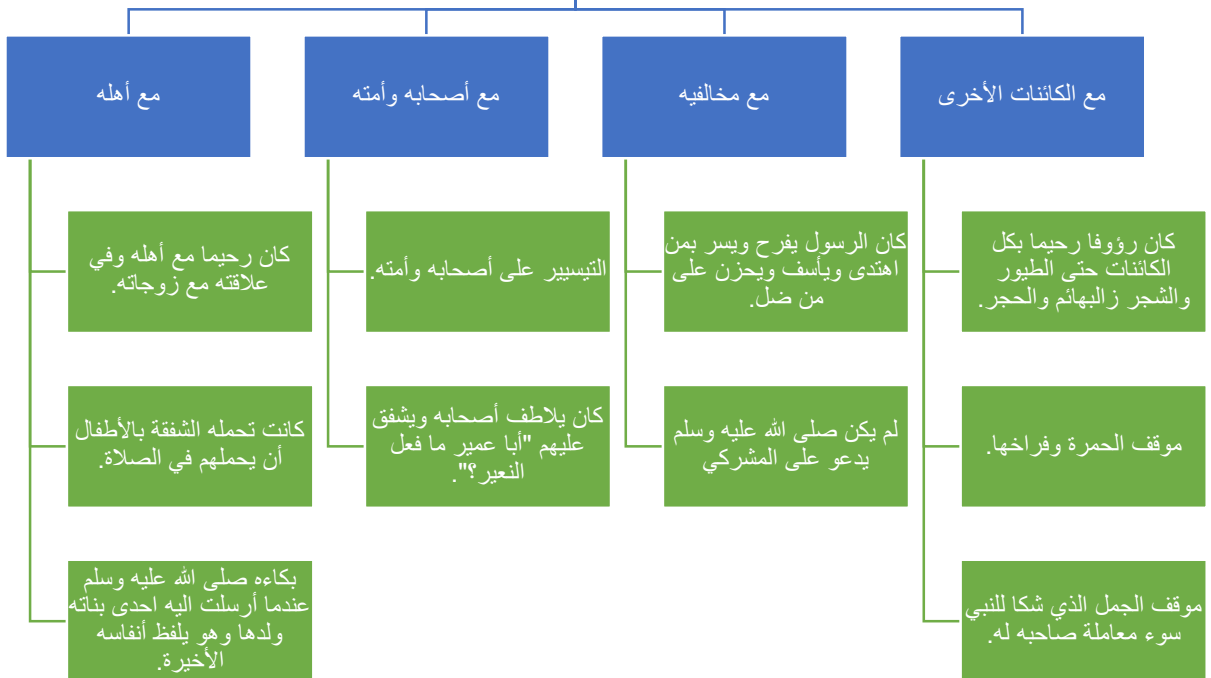 مع الكائنات الأخرى
كان رؤوفا رحيما بكل
الكائنات حتى الطيور
والشجر زالبهائم والحجر.
موقف الحمرة وفراخها.
موقف الجمل الذي شكا للنبي
سوء معاملة صاحبه له.
مع مخالفيه
كان الرسول يفرح ويسر بمن
اهتدى ويأسف ويحزن على
من ضل.
لم يكن صلى الله عليه وسلم
يدعو على المشركي
مع أصحابه وأمته
التيسيير على أصحابه وأمته.
كان يلاطف أصحابه ويشفق
عليهم "أبا عمير ما فعل
النعير؟".
مع أهله
كان رحيما مع أهله وفي
علاقته مع زوجاته.
كانت تحمله الشفقة بالأطفال
أن يحملهم في الصلاة.
بكاءه صلى الله عليه وسلم
عندما أرسلت اليه احدى بناته
ولدها وهو يلفظ أنفاسه
الأخيرة.